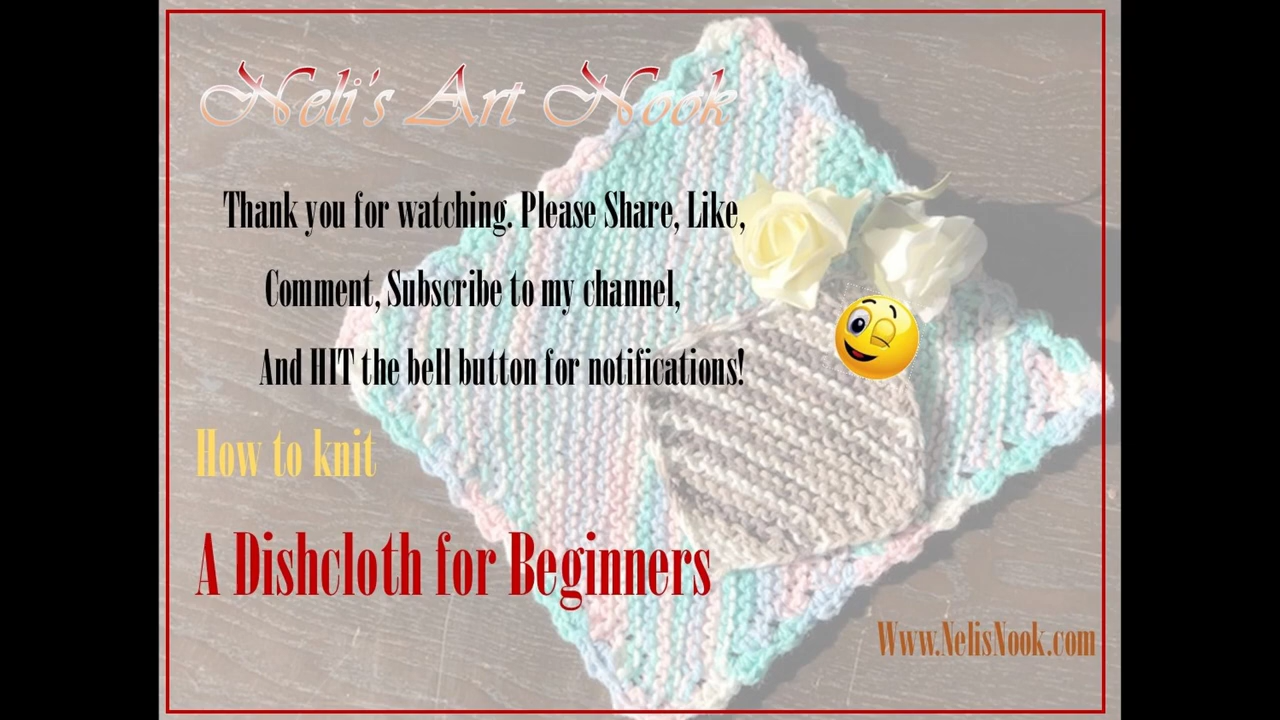 Neli's Art Nook
Thank you for watching. Please Share, Like,
Comment, Subscribe to my channel,
And HIT the bell button for notifications!
How to knit
A Dishcloth for Beginners
Www.NelisNook.com